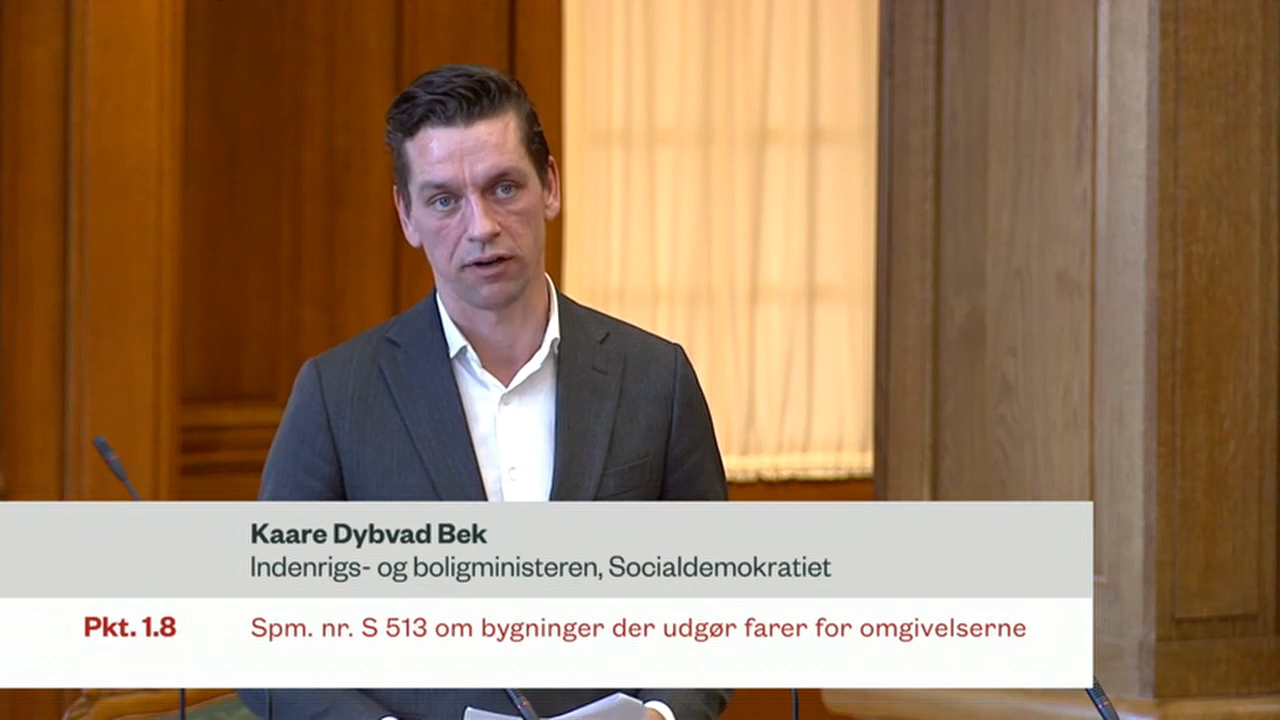 Kaare Dybvad Bek
Indenrigs- og boligministeren, Socialdemokratiet
Pkt. 1.8 Spm. nr. S 513 om bygninger der udgør farer for omgivelserne